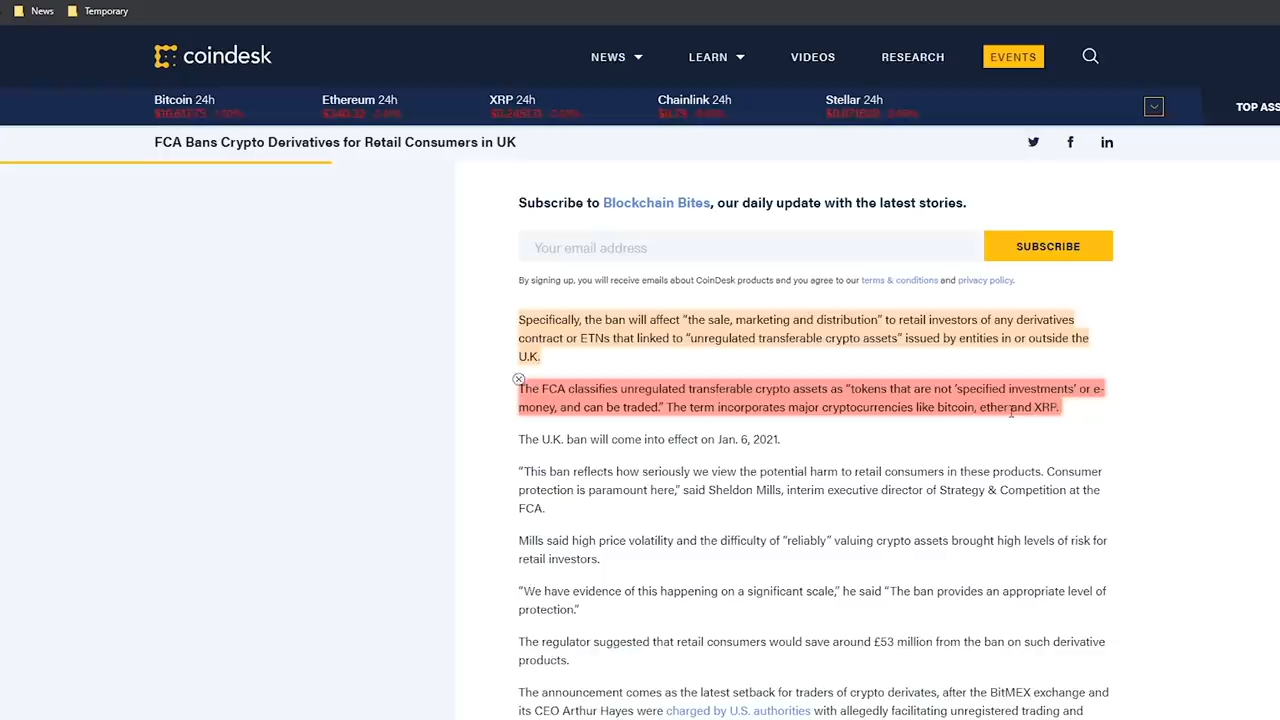 News Temporary
coindesk NEWS LEARN VIDEOS RESEARCH EVENTS
Bitcoin 24h Ethereum 24h XRP 24h Chainlink 24h Stellar 24h
TOP ASS
FCA Bans Crypto Derivatives for Retail Consumers in UK
Subscribe to Blockchain Bites, our daily update with the latest stories.
Your email address SUBSCRIBE
By signing up, you will receive emails about CoinDesk products and you agree to our terms & conditions and privacy policy.
Specifically, the ban will affect “the sale, marketing and distribution” to retail investors of any derivatives
contract or ETNs that linked to “unregulated transferable crypto assets” issued by entities in or outside the
U.K.
The FCA classifies unregulated transferable crypto assets as “tokens that are not ‘specified investments’ or e-
money, and can be traded.” The term incorporates major cryptocurrencies like bitcoin, ether and XRP.
The U.K. ban will come into effect on Jan. 6, 2021.
“This ban reflects how seriously we view the potential harm to retail consumers in these products. Consumer
protection is paramount here,” said Sheldon Mills, interim executive director of Strategy & Competition at the
FCA.
Mills said high price volatility and the difficulty of “reliably” valuing crypto assets brought high levels of risk for
retail investors.
“We have evidence of this happening on a significant scale,” he said “The ban provides an appropriate level of
protection.”
The regulator suggested that retail consumers would save around £53 million from the ban on such derivative
products.
The announcement comes as the latest setback for traders of crypto derivates, after the BitMEX exchange and
its CEO Arthur Hayes were charged by U.S. authorities with allegedly facilitating unregistered trading and